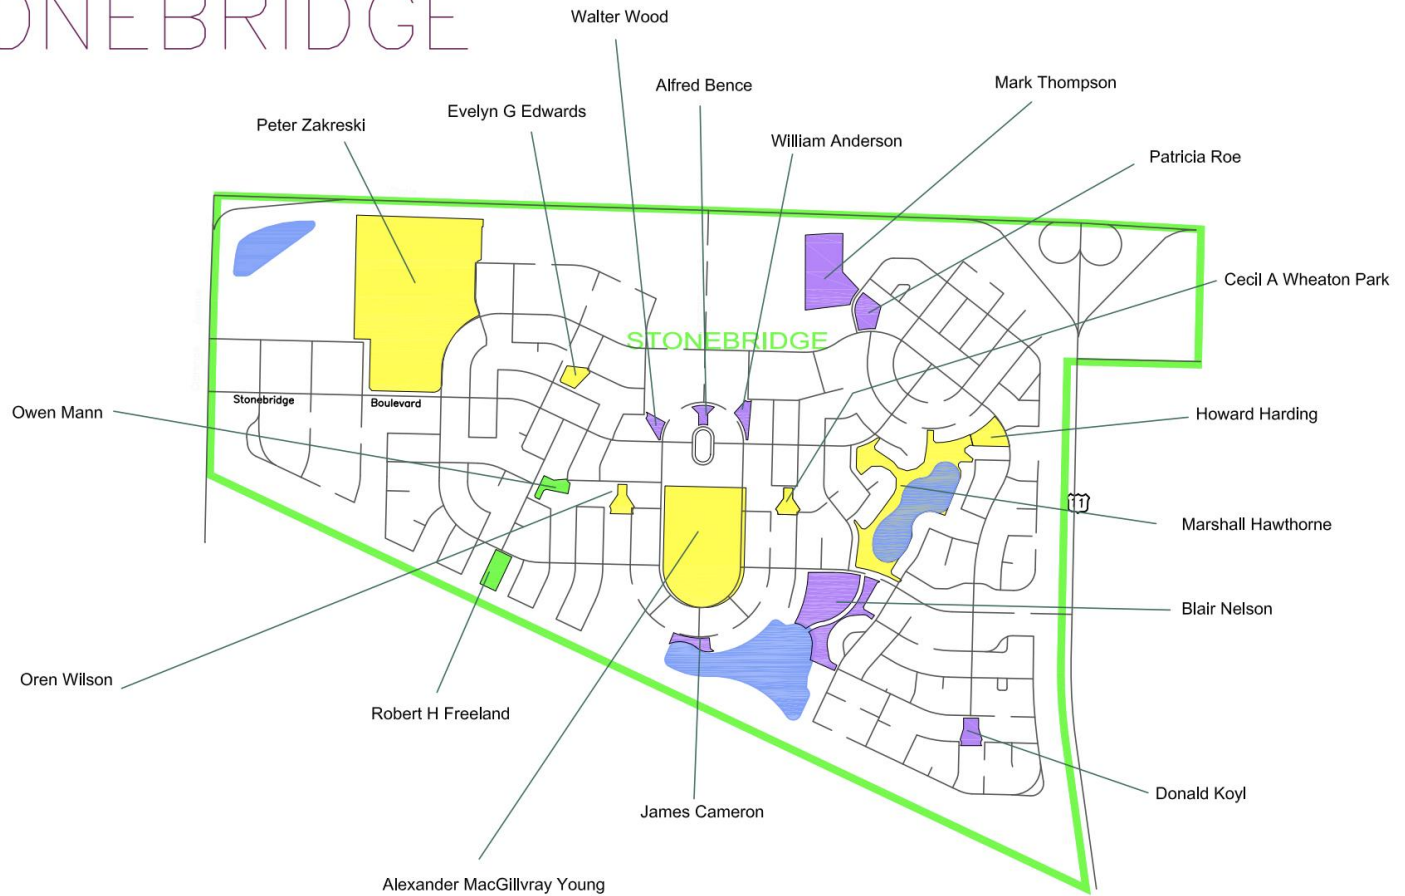 ONEBRIDGE
Walter Wood
Alfred Bence
Mark Thompson
Evelyn G Edwards
Peter Zakreski
William Anderson
Patricia Roe
Cecil A Wheaton Park
STONEBRIDGE
Stonebridge Boulevard
Owen Mann
Howard Harding
11
Marshall Hawthorne
Blair Nelson
Oren Wilson
Robert H Freeland
Donald Koyl
James Cameron
Alexander MacGillvray Young